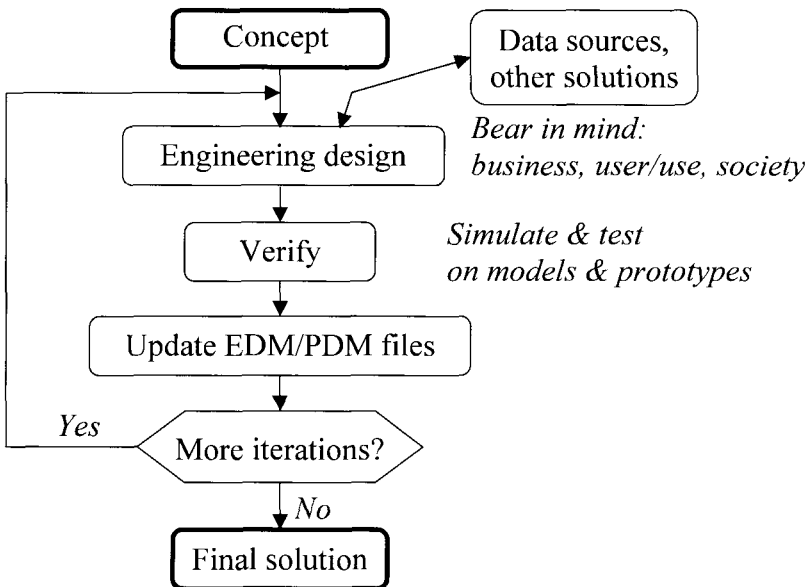 Concept
Data sources,
other solutions
Bear in mind:
business, user/use, society
Engineering design
Verify
Simulate & test
on models & prototypes
Update EDM/PDM files
Yes
More iterations?
No
Final solution